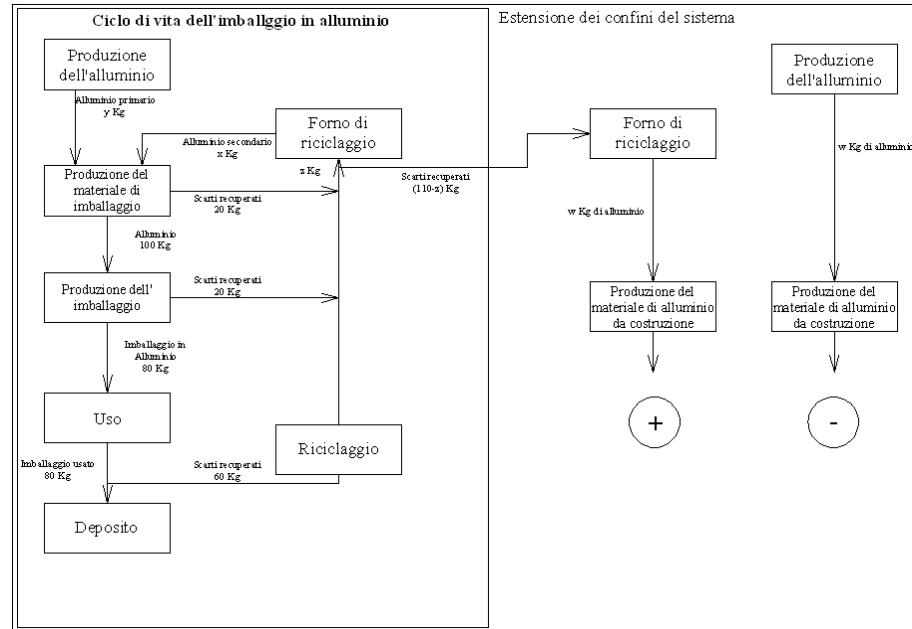 Ciclo di vita dell'imballggio in alluminio
Estensione dei confini del sistema
Produzione
dell'alluminio
Alluminio primario
y Kg
Alluminio secondario
x Kg
Forno di
riciclaggio
z Kg
Produzione del
materiale di
imballaggio
Scarti recuperati
20 Kg
Alluminio
100 Kg
Produzione dell'
imballaggio
Scarti recuperati
20 Kg
Imballaggio in
Alluminio
80 Kg
Uso
Imballaggio usato
80 Kg
Scarti recuperati
60 Kg
Riciclaggio
Deposito
Scarti recuperati
(110-z) Kg
Forno di
riciclaggio
w Kg di alluminio
Produzione del
materiale di alluminio
da costruzione
+
Produzione
dell'alluminio
w Kg di alluminio
Produzione del
materiale di alluminio
da costruzione
-